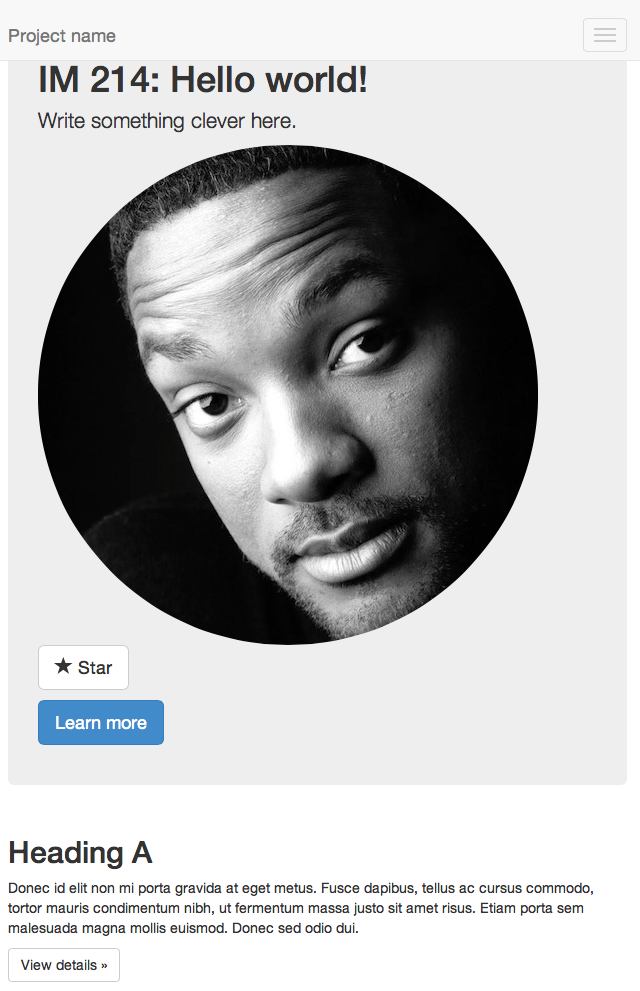 Project name
IM 214: Hello world!
Write something clever here.
★ Star
Learn more
Heading A
Donec id elit non mi porta gravida at eget metus. Fusce dapibus, tellus ac cursus commodo,
tortor mauris condimentum nibh, ut fermentum massa justo sit amet risus. Etiam porta sem
malesuada magna mollis euismod. Donec sed odio dui.
View details »